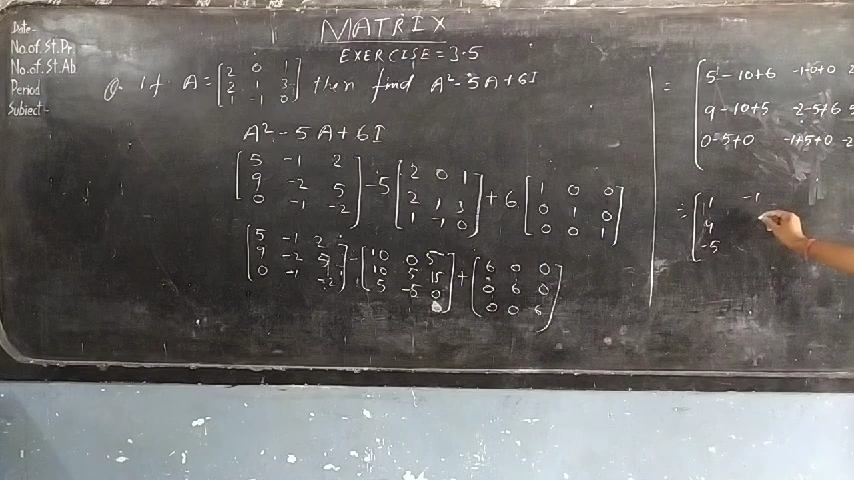 MATRIX
EXERCISE = 3.5
Date-
No.of.St.Pr
No.of.St.Ab
Period
Subject-
Q. If A = [2 0 1
2 1 3
1 -1 0] then find A² - 5A + 6I
A² - 5A + 6I
[5 -1 2
9 -2 5
0 -1 -2] - 5 [2 0 1
2 1 3
1 -1 0] + 6 [1 0 0
0 1 0
0 0 1]
[5 -1 2
9 -2 5
0 -1 -2] - [10 0 5
10 5 15
5 -5 0] + [6 0 0
0 6 0
0 0 6]
= [5-10+6 -1-0+0 2
9-10+5 -2-5+6 5
0-5+0 -1+5+0 -2
= [1 -1
-5